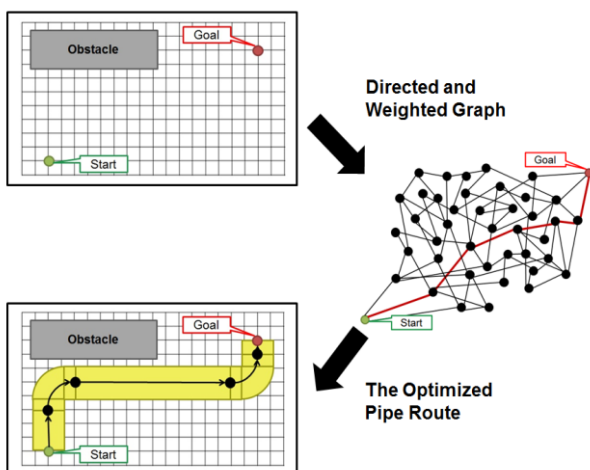 Obstacle
Goal
Start
Directed and
Weighted Graph
Goal
Start
Obstacle
Goal
Start
The Optimized
Pipe Route